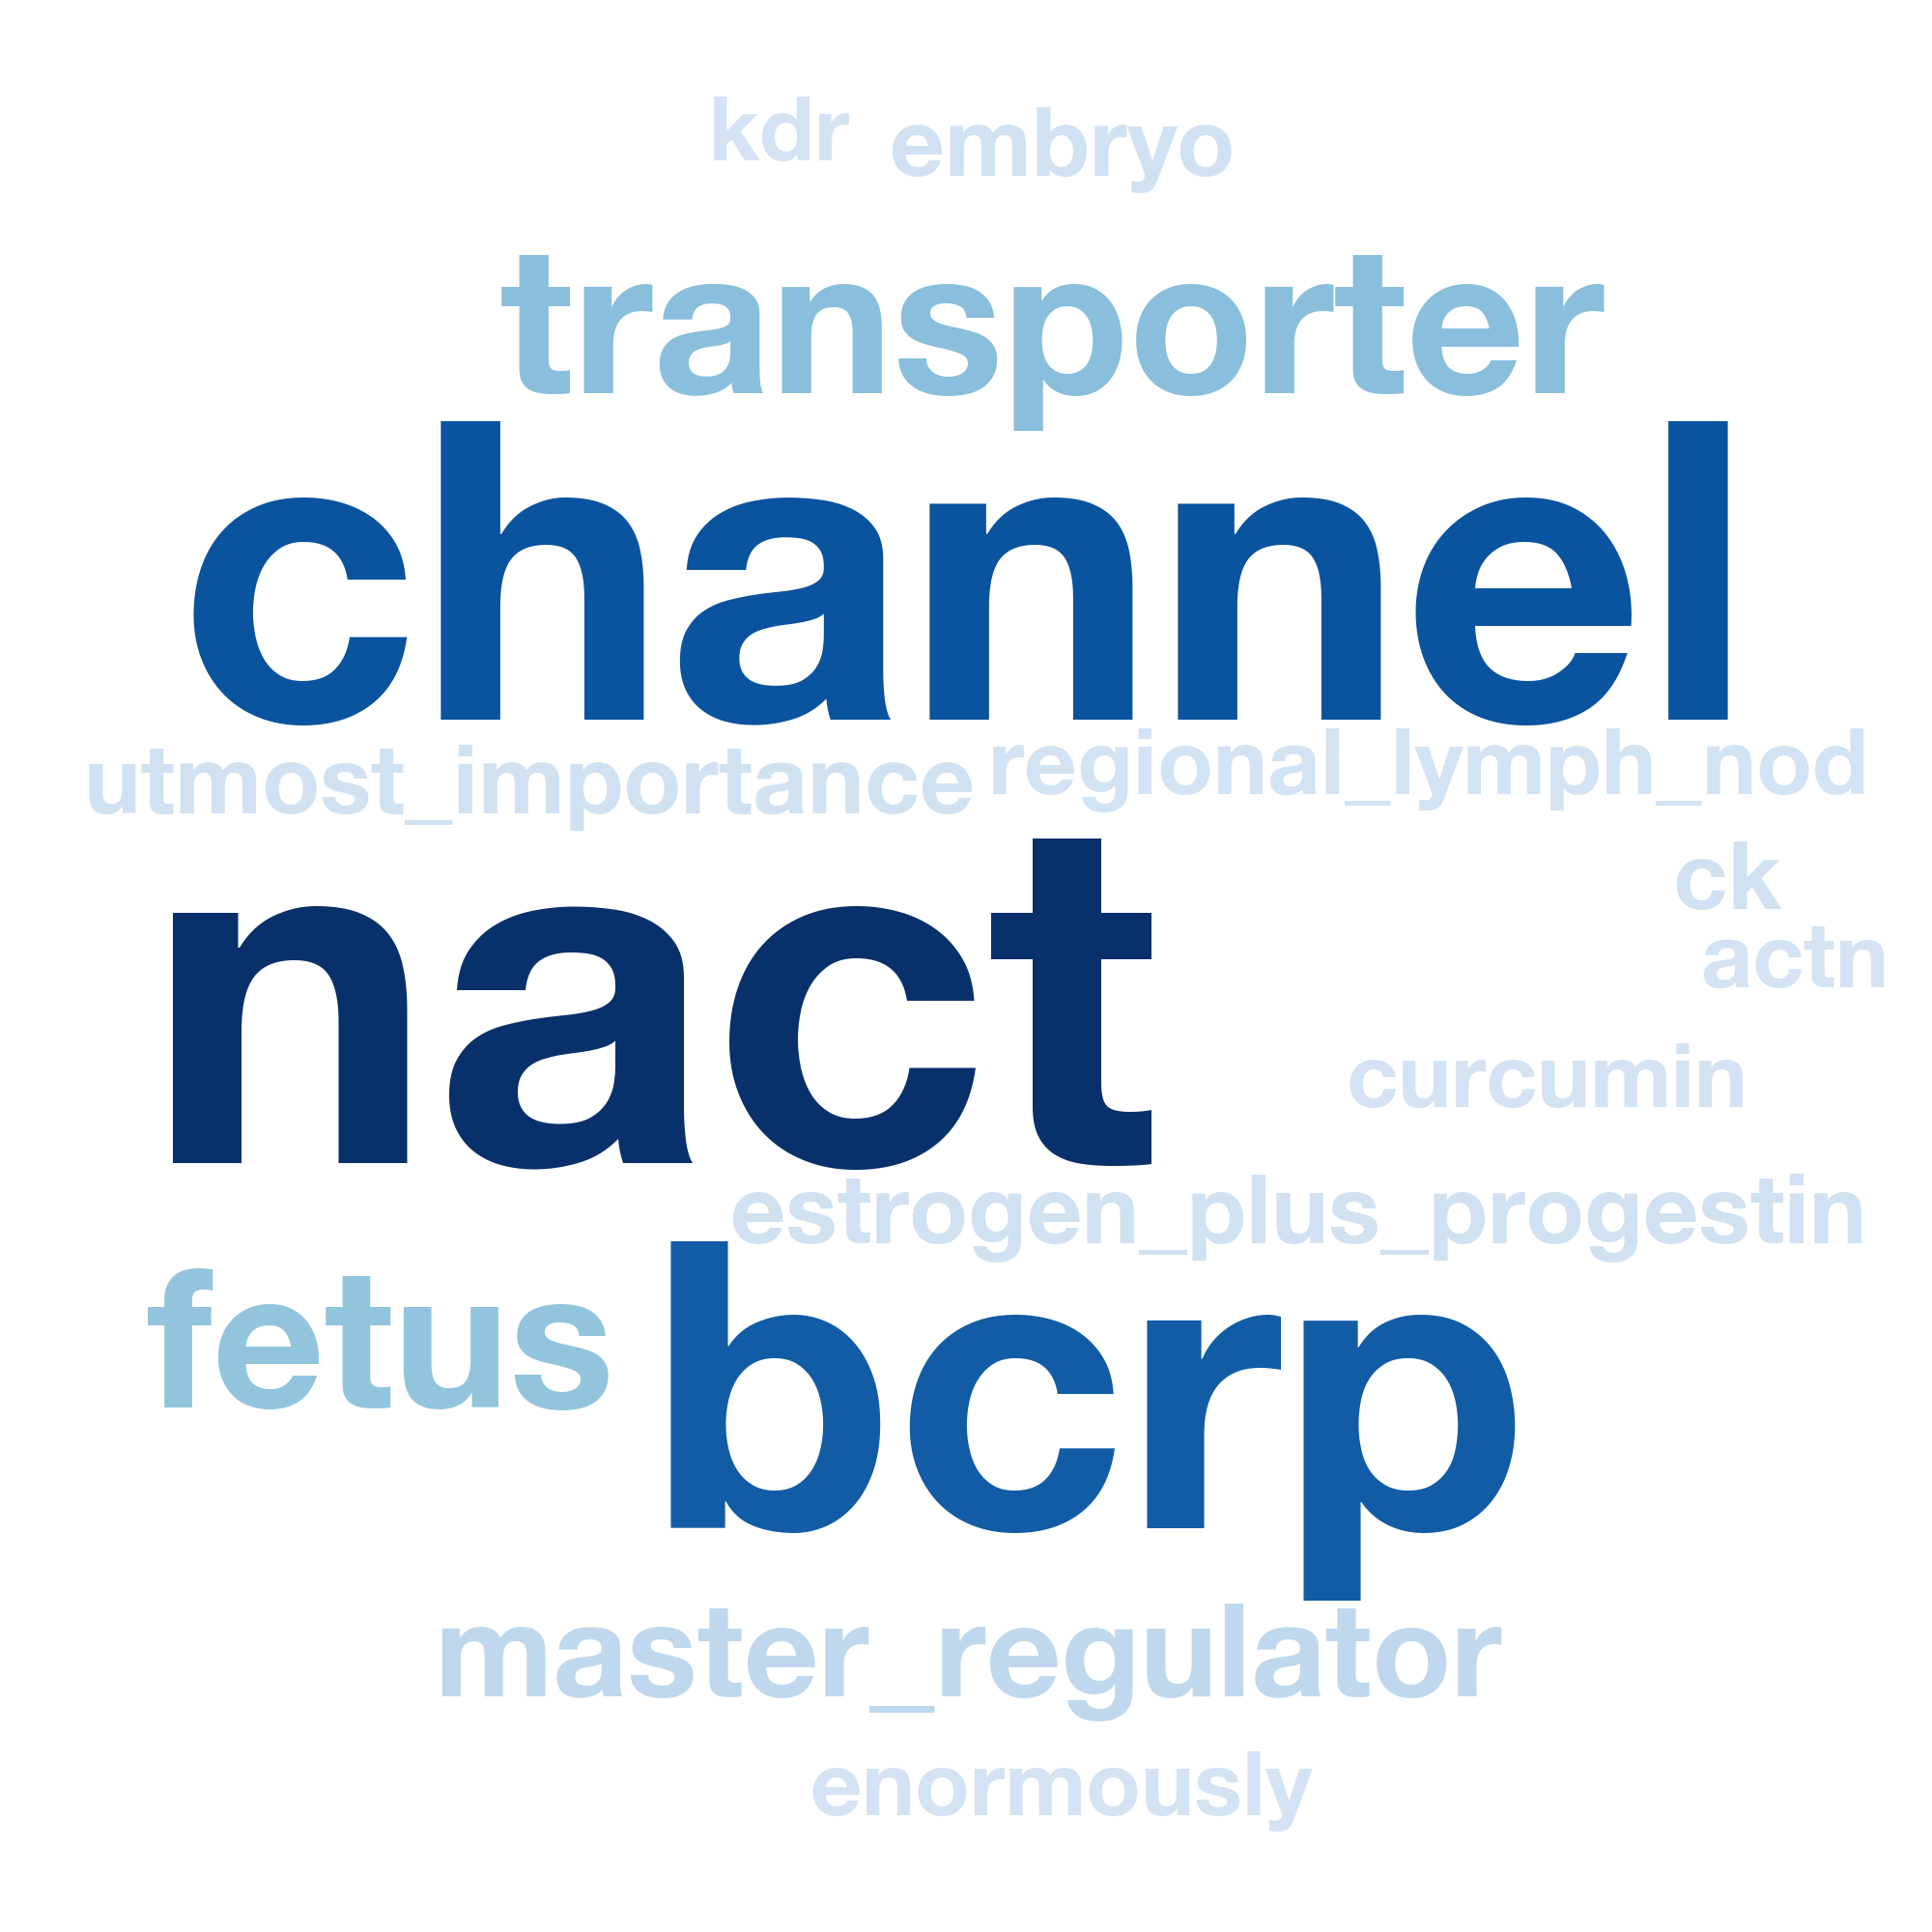 kdr embryo
transporter
channel
utmost_importance regional_lymph_nod
nact
ck
actn
curcumin
estrogen_plus_progestin
fetus bcrp
master_regulator
enormously